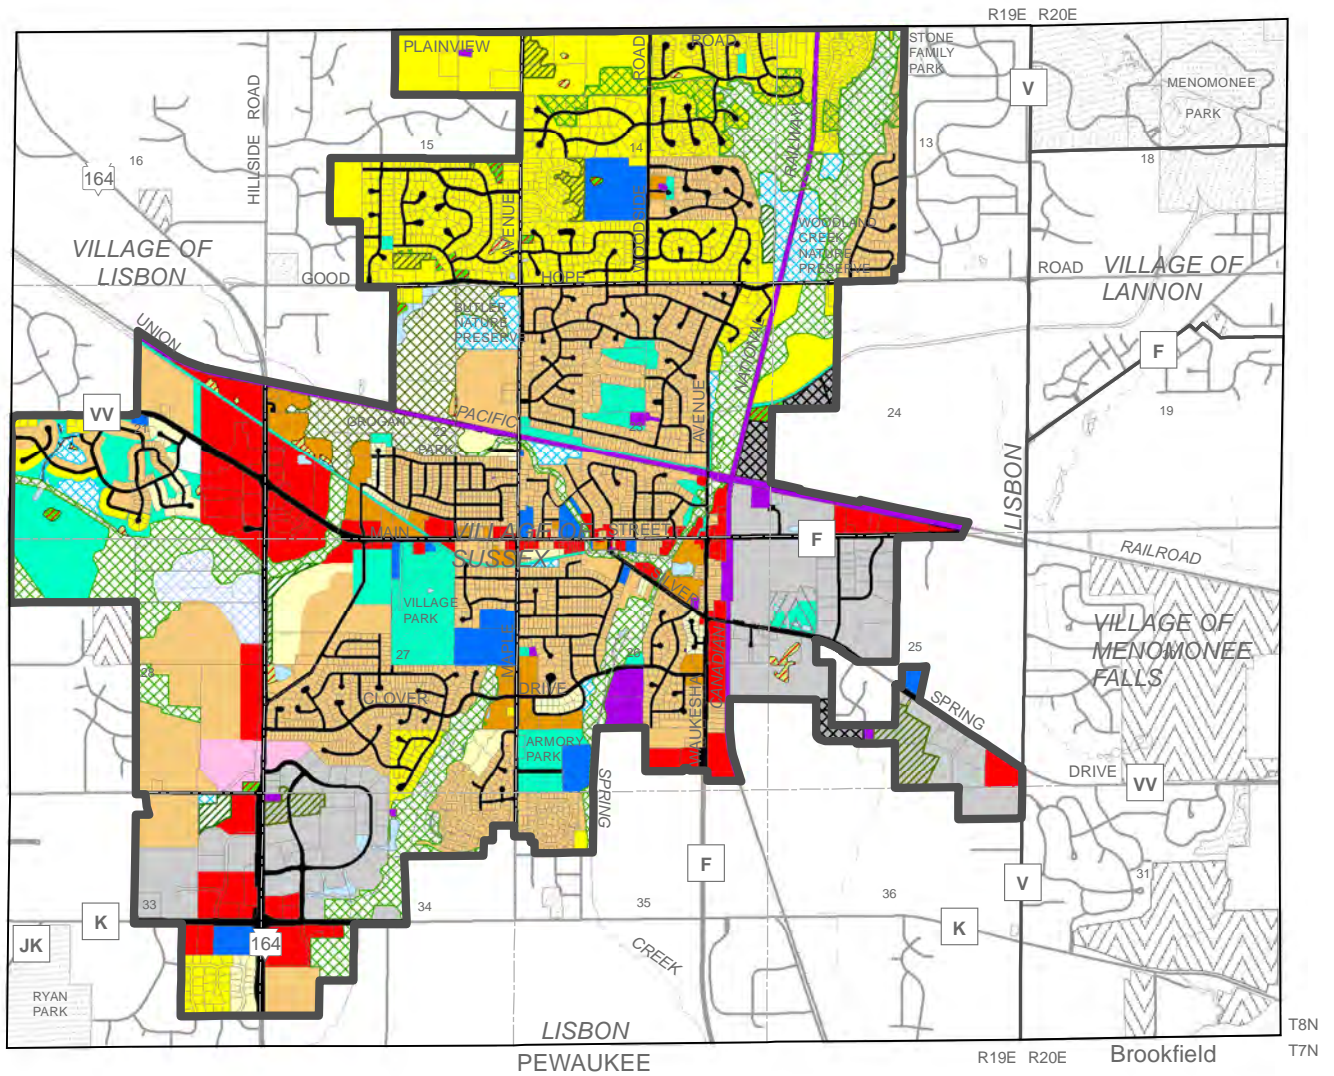 R19E R20E
PLAINVIEW
ROAD
ROAD
STONE
FAMILY
PARK
V
MENOMONEE
PARK
HILLSIDE ROAD
16
15
14
13
18
164
RAILWAY
AVENUE
WOODSIDE
WOODLAND
CREEK
NATURE
PRESERVE
VILLAGE OF
LISBON
GOOD
HOPE
ROAD
VILLAGE OF
LANNON
UNION
BUTLER
NATURE
PRESERVE
NATIONAL
F
VV
PACIFIC
GROGAN
PARK
22
AVENUE
24
19
LISBON
MAIN
VILLAGE OF
SUSSEX
STREET
F
RAILROAD
SILVER
VILLAGE
PARK
VILLAGE OF
MENOMONEE
FALLS
MAPLE
28
27
26
25
30
CLOVER
DRIVE
WAUKESHA
CANADIAN
SPRING
ARMORY
PARK
SPRING
DRIVE
VV
F
33
34
35
36
31
V
K
K
JK
164
CREEK
RYAN
PARK
LISBON
PEWAUKEE
R19E R20E
Brookfield
T8N
T7N